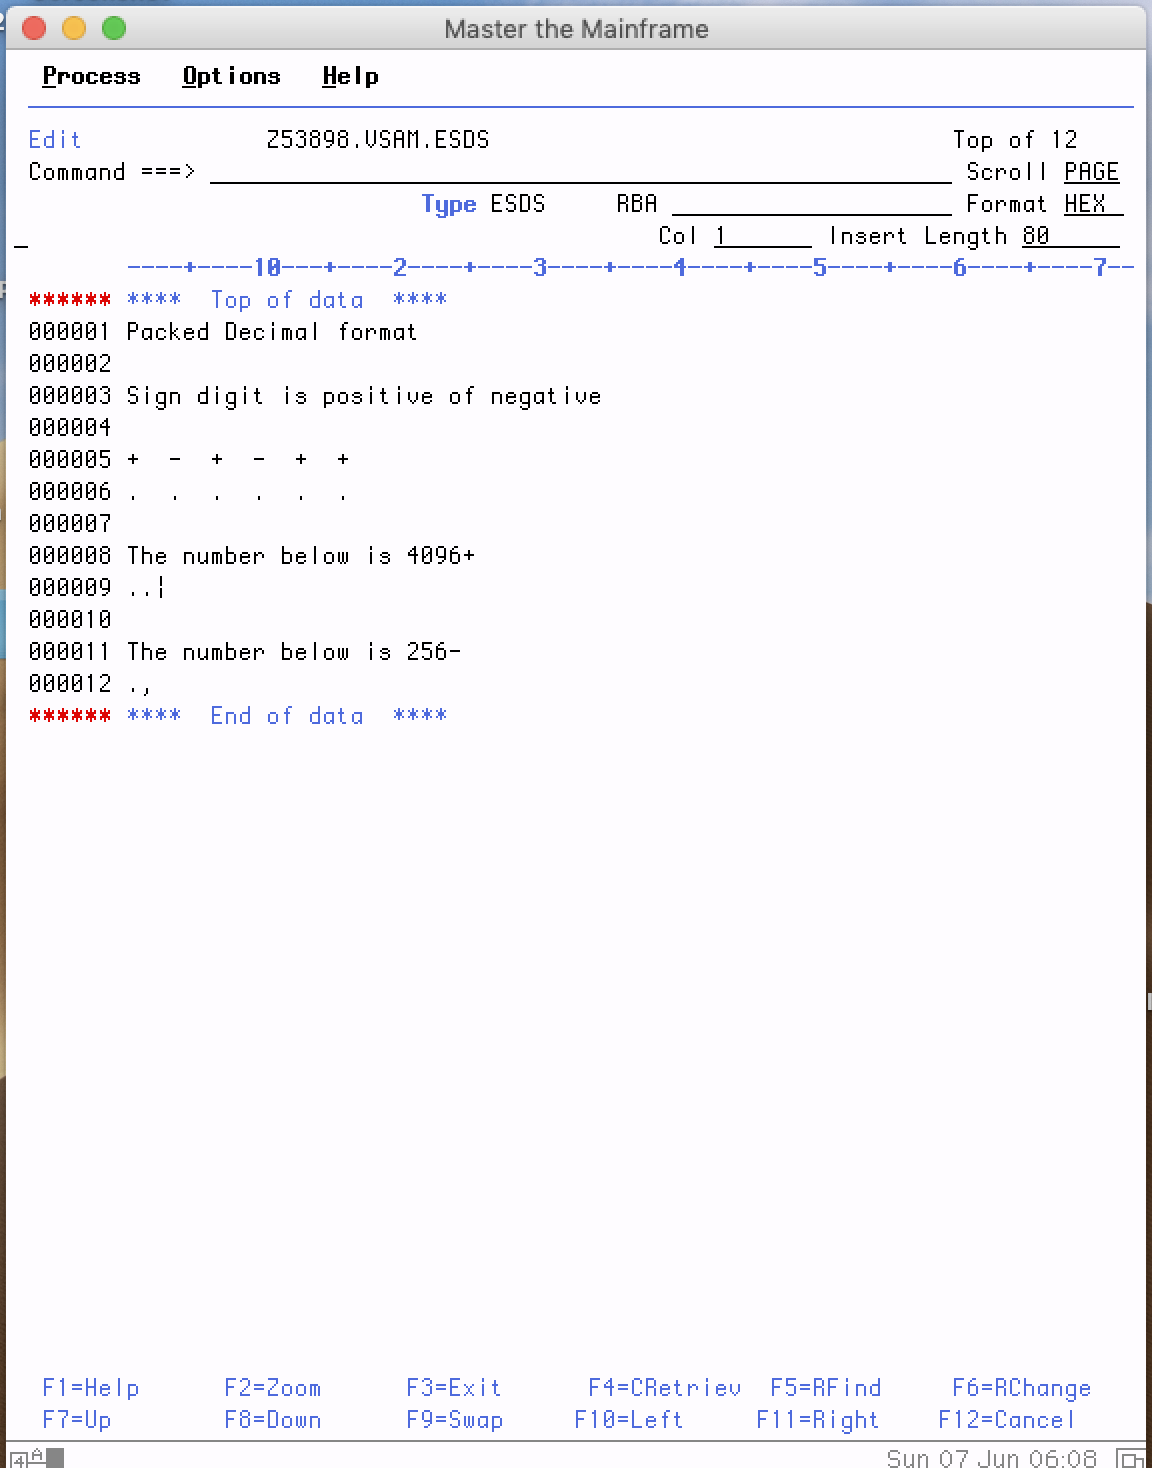 Master the Mainframe
Process Options Help
Edit Z53898.VSAM.ESDS Top of 12
Command ===> Scroll PAGE
Type ESDS RBA Format HEX
Col 1 Insert Length 80
----+----10---+----2----+----3----+----4----+----5----+----6----+----7--
****** **** Top of data ****
000001 Packed Decimal format
000002
000003 Sign digit is positive of negative
000004
000005 + - + - + +
000006 . . . . . .
000007
000008 The number below is 4096+
000009 ..¦
000010
000011 The number below is 256-
000012 .,
****** **** End of data ****
F1=Help F2=Zoom F3=Exit F4=CRetriev F5=RFind F6=RChange
F7=Up F8=Down F9=Swap F10=Left F11=Right F12=Cancel
4 A Sun 07 Jun 06:08